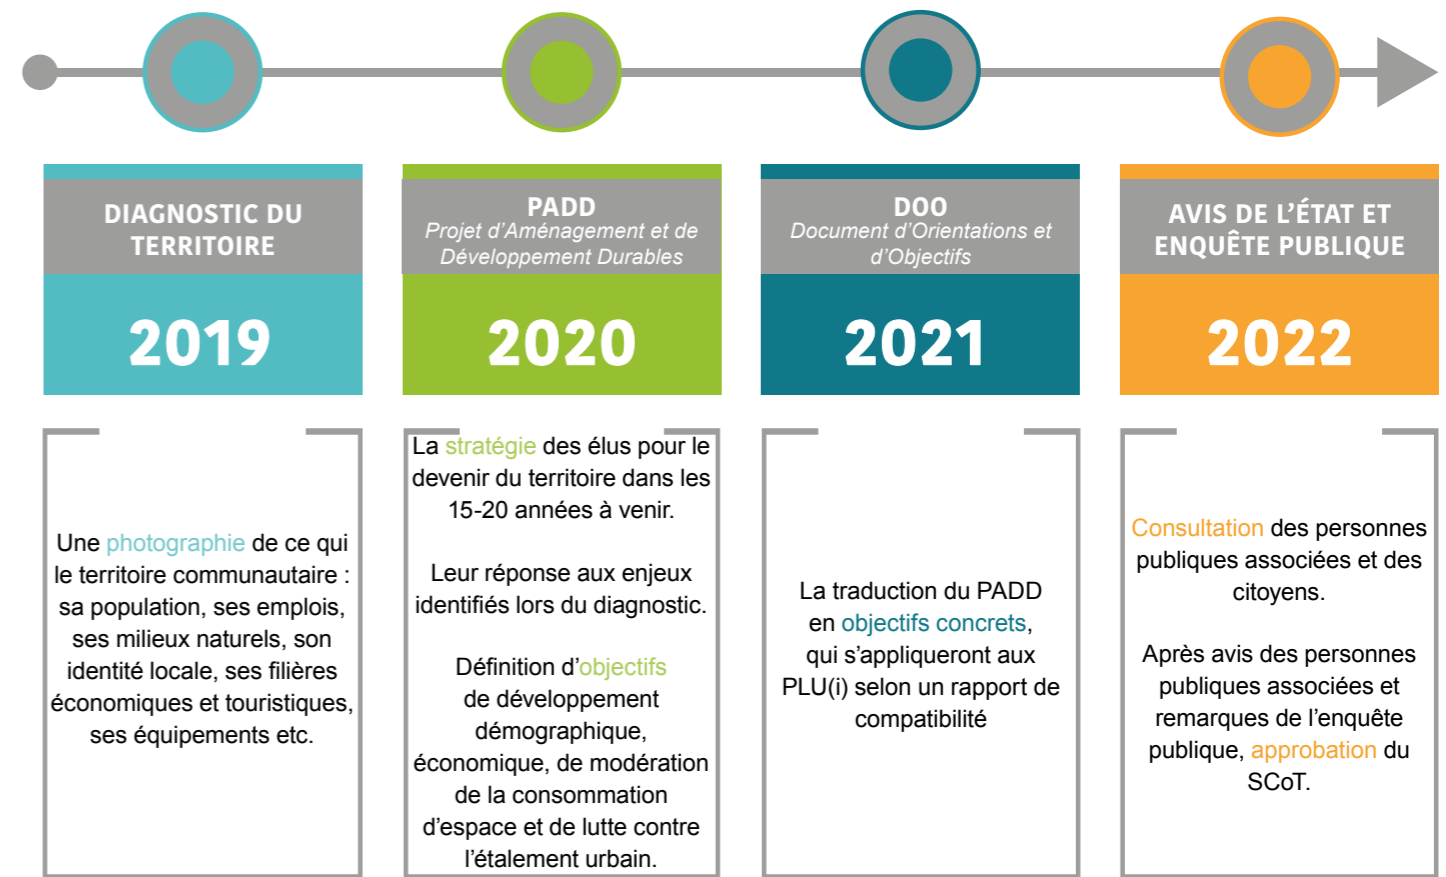 DIAGNOSTIC DU
TERRITOIRE
2019
Une photographie de ce qui
le territoire communautaire :
sa population, ses emplois,
ses milieux naturels, son
identité locale, ses filières
économiques et touristiques,
ses équipements etc.
PADD
Projet d’Aménagement et de
Développement Durables
2020
La stratégie des élus pour le
devenir du territoire dans les
15-20 années à venir.
Leur réponse aux enjeux
identifiés lors du diagnostic.
Définition d’objectifs
de développement
démographique,
économique, de modération
de la consommation
d’espace et de lutte contre
l’étalement urbain.
DOO
Document d’Orientations et
d’Objectifs
2021
La traduction du PADD
en objectifs concrets,
qui s’appliqueront aux
PLU(i) selon un rapport de
compatibilité
AVIS DE L’ÉTAT ET
ENQUÊTE PUBLIQUE
2022
Consultation des personnes
publiques associées et des
citoyens.
Après avis des personnes
publiques associées et
remarques de l’enquête
publique, approbation du
SCoT.